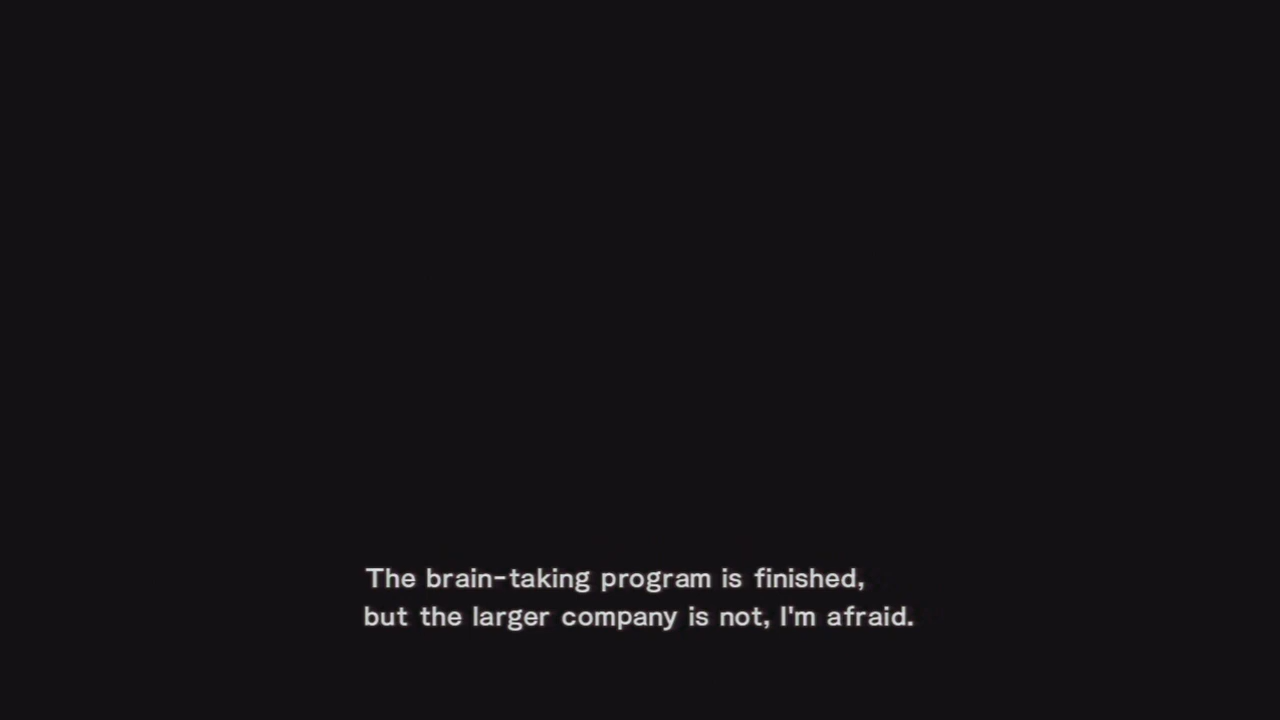 The brain-taking program is finished,
but the larger company is not, I'm afraid.